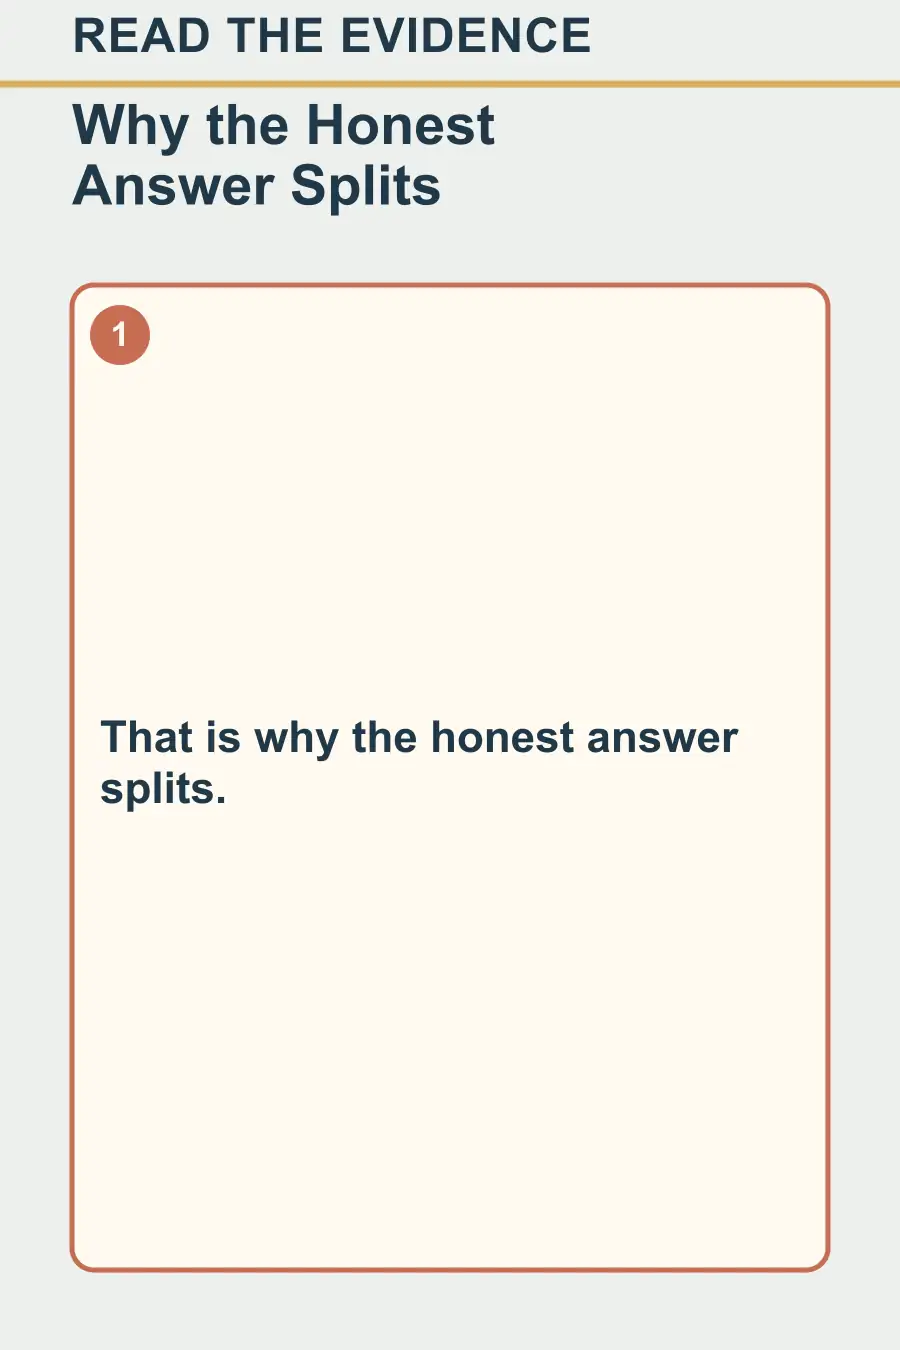 READ THE EVIDENCE
Why the Honest
Answer Splits
1
That is why the honest answer
splits.